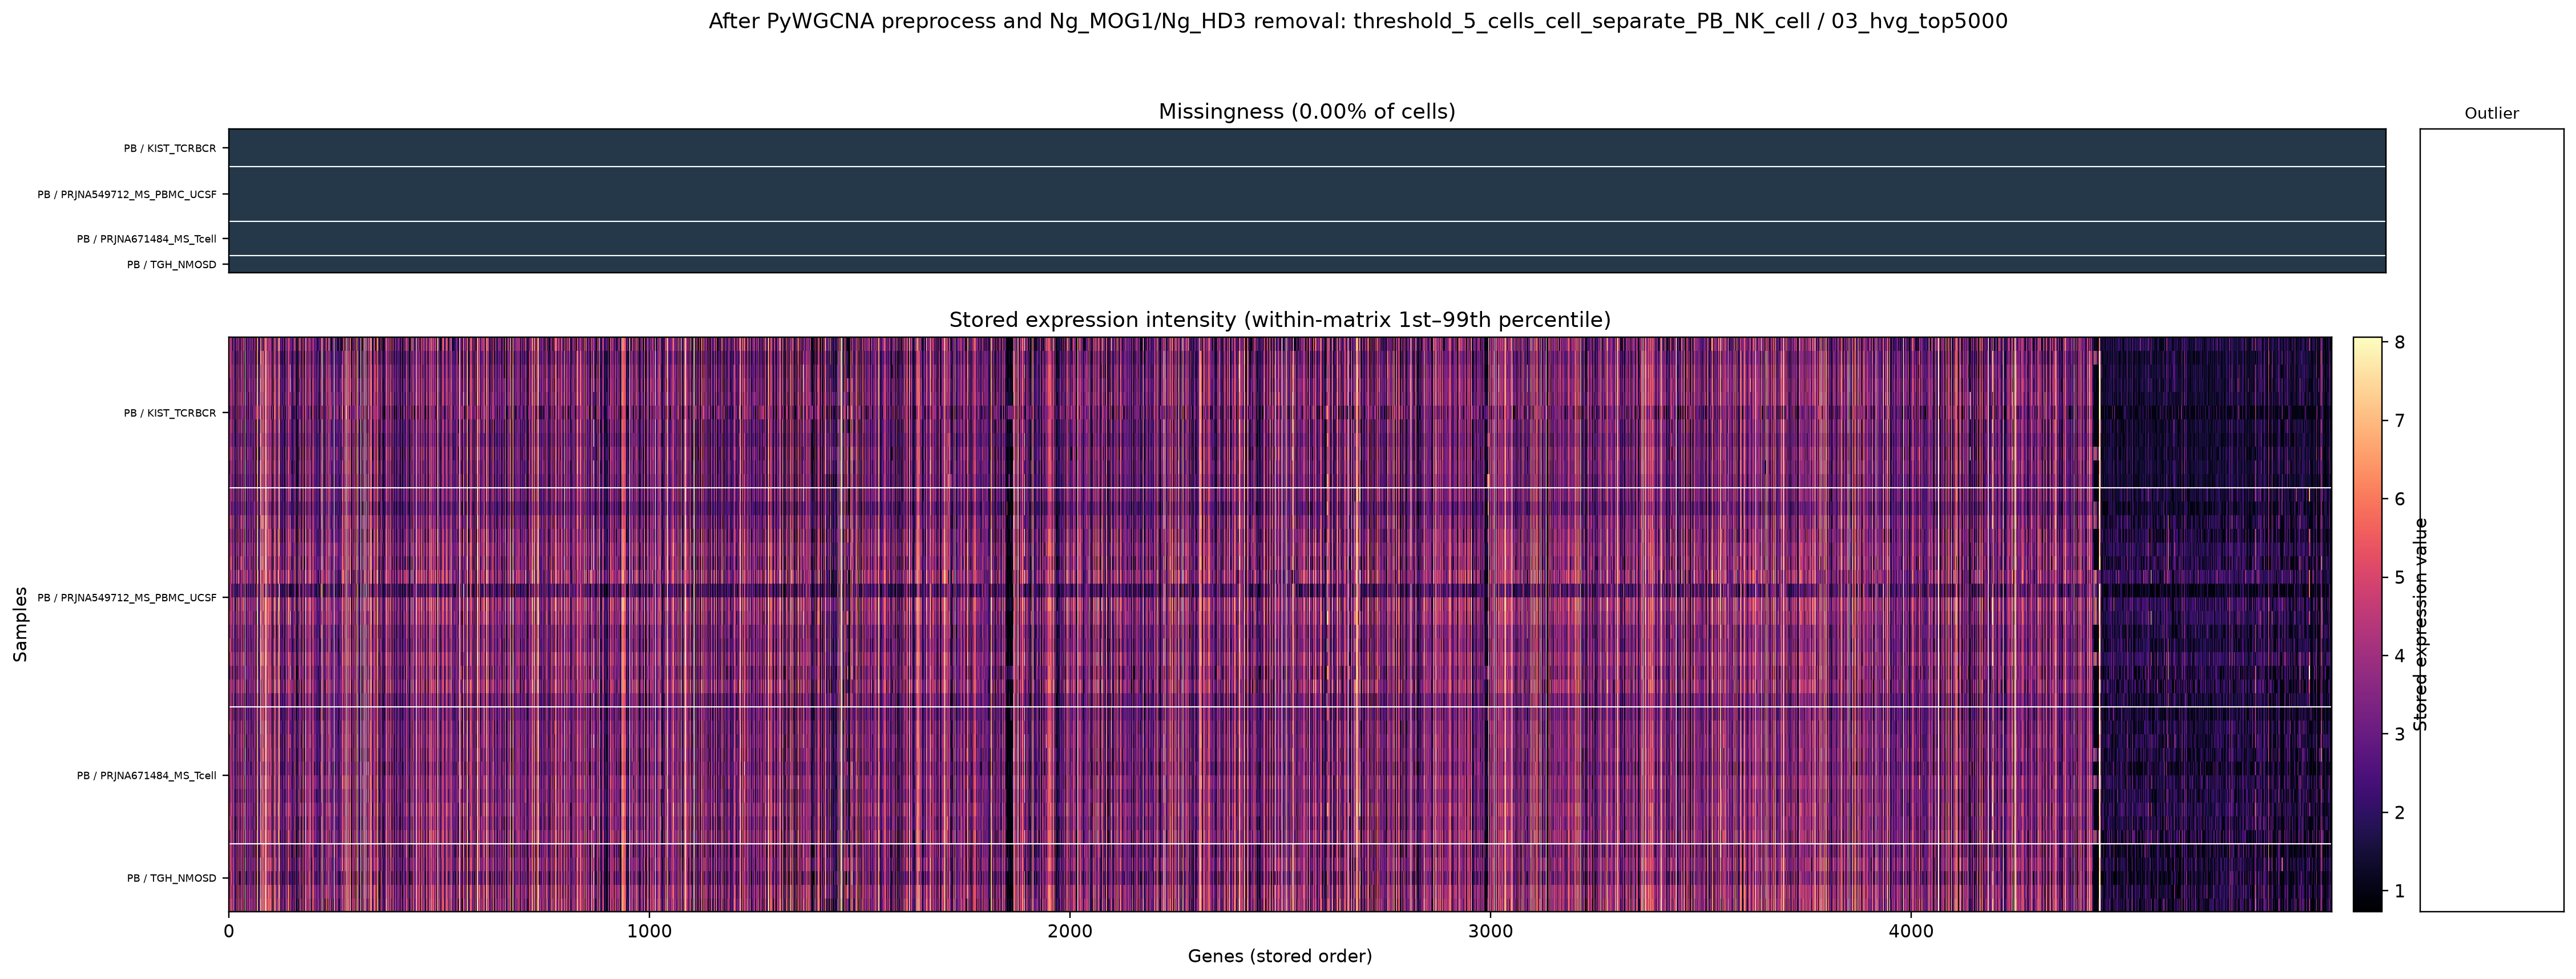 After PyWGCNA preprocess and Ng_MOG1/Ng_HD3 removal: threshold_5_cells_cell_separate_PB_NK_cell / 03_hvg_top5000
Missingness (0.00% of cells)
Outlier
PB / KIST_TCRBCR
PB / PRJNA549712_MS_PBMC_UCSF
PB / PRJNA671484_MS_Tcell
PB / TGH_NMOSD
Stored expression intensity (within-matrix 1st–99th percentile)
Samples
PB / KIST_TCRBCR
PB / PRJNA549712_MS_PBMC_UCSF
PB / PRJNA671484_MS_Tcell
PB / TGH_NMOSD
8
7
6
5
4
3
2
1
Stored expression value
0 1000 2000 3000 4000
Genes (stored order)